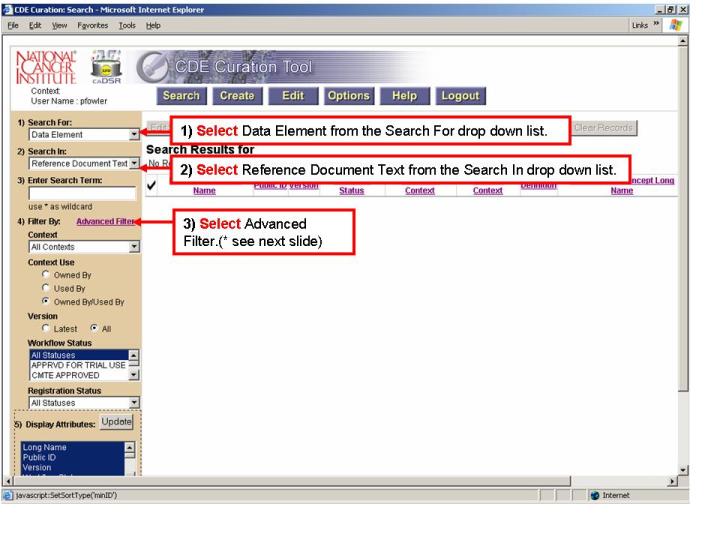 CDE Curation: Search - Microsoft Internet Explorer
File Edit View Favorites Tools Help Links »
NATIONAL CANCER INSTITUTE
caDSR
CDE Curation Tool
Context:
User Name : pfowler
Search Create Edit Options Help Logout
1) Search For:
Data Element
Clear Records
1) Select Data Element from the Search For drop down list.
Search Results for
2) Search In:
Reference Document Text
No Re
2) Select Reference Document Text from the Search In drop down list.
3) Enter Search Term:
Name Public ID Version Status Context Context Definition Concept Long Name
use * as wildcard
4) Filter By: Advanced Filter
3) Select Advanced
Filter.(* see next slide)
Context
All Contexts
Context Use
Owned By
Used By
Owned By/Used By
Version
Latest All
Workflow Status
All Statuses
APPRVD FOR TRIAL USE
CMTE APPROVED
Registration Status
All Statuses
5) Display Attributes: Update
Long Name
Public ID
Version
javascript:SetSortType('minID') Internet